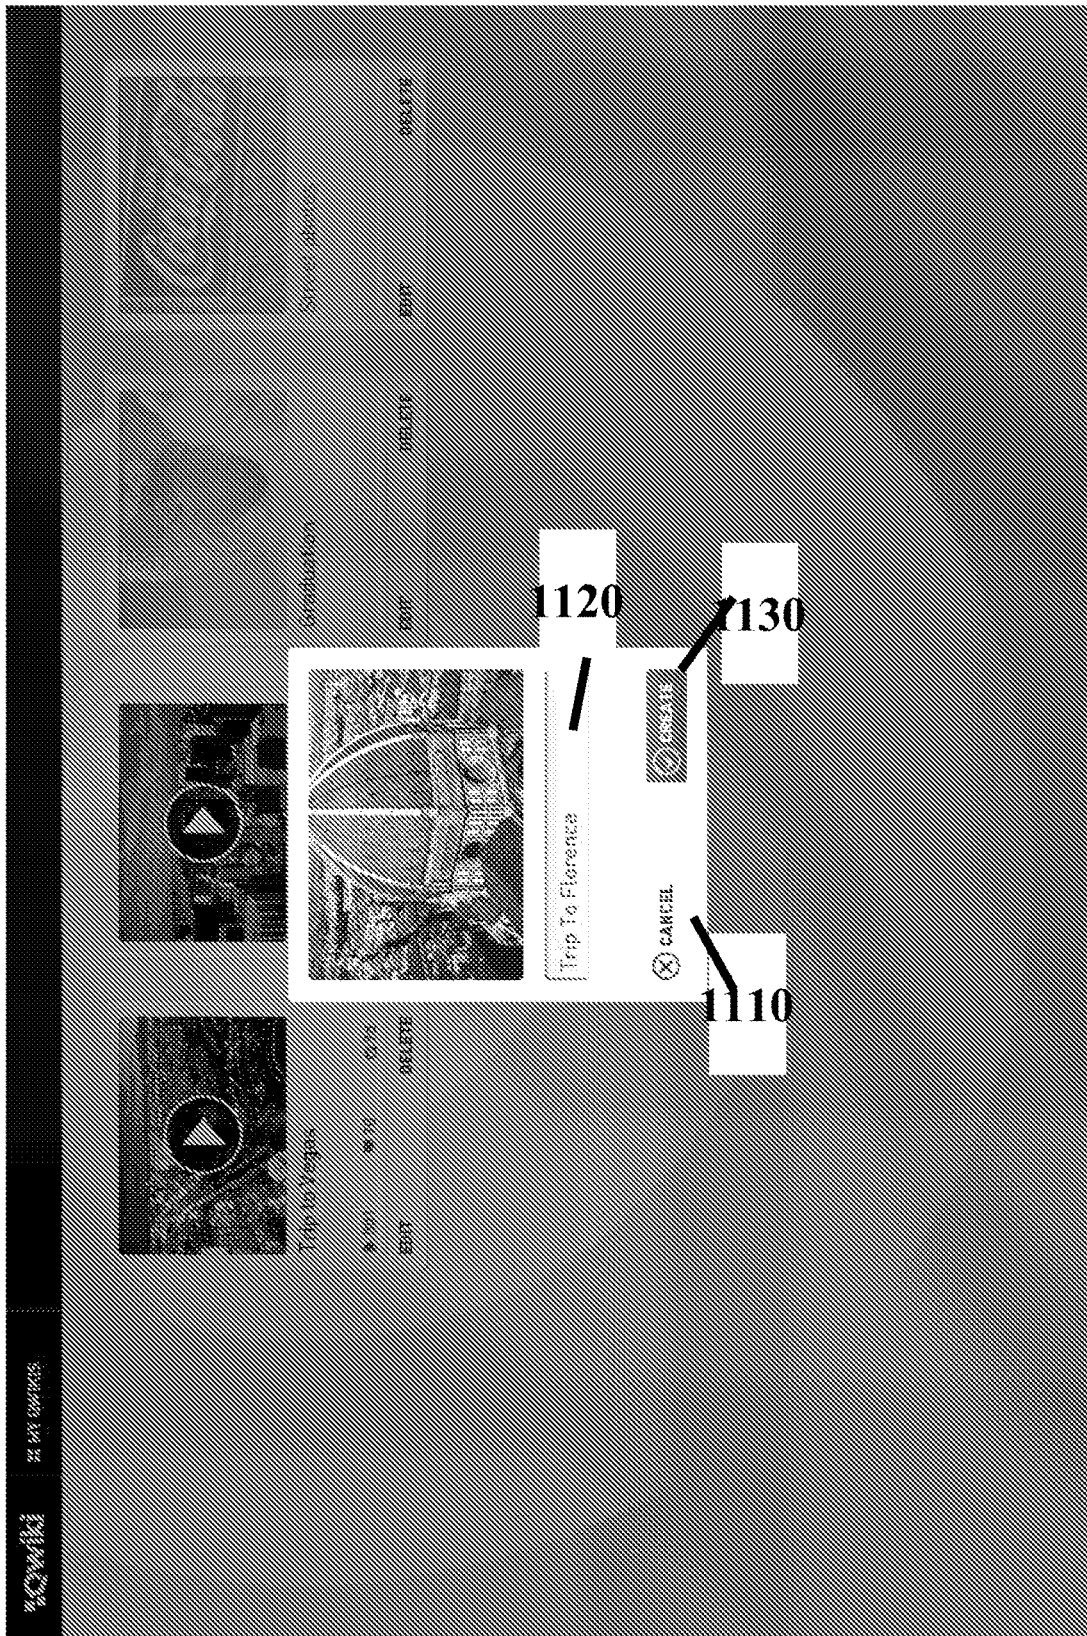 Qwiki
MY QWIKIS
Trip to Vegas
EDIT
DELETE
EDIT
DELETE
EDIT
DELETE
Trip To Florence
CANCEL
CREATE
1110
1120
1130